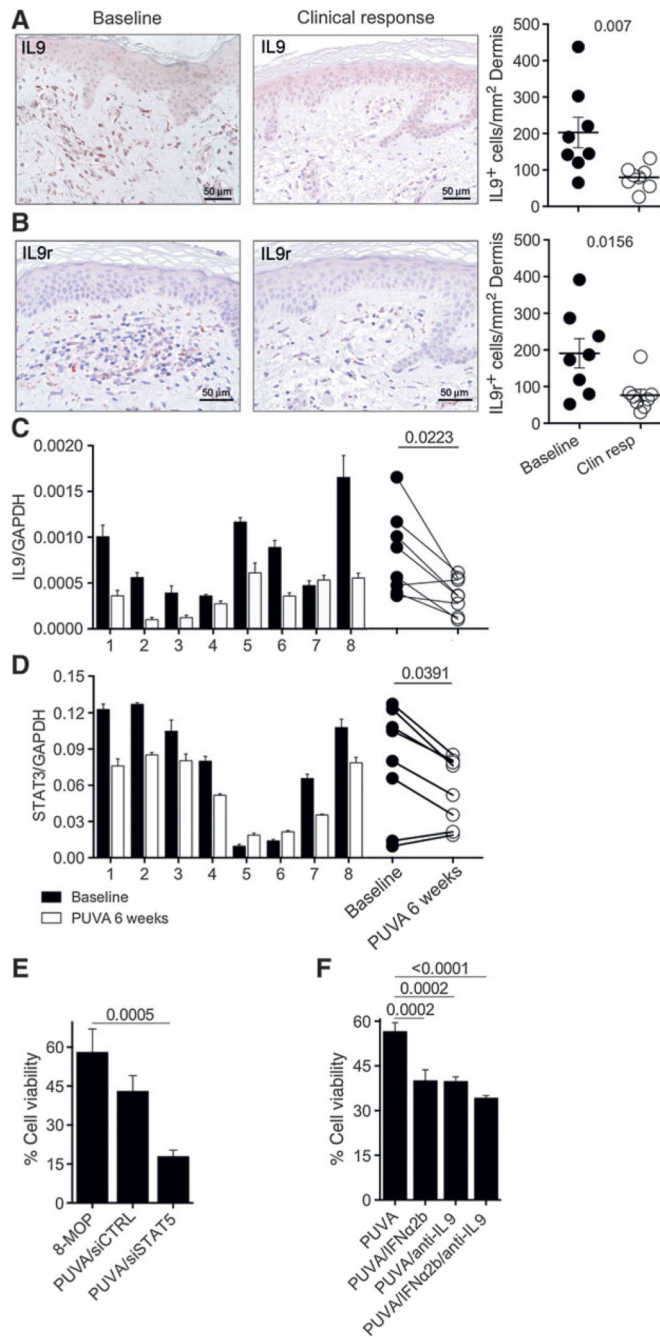 A
Baseline
Clinical response
IL9
50 µm
IL9
50 µm
IL9+ cells/mm² Dermis
0.007
500
400
300
200
100
0
B
IL9r
50 µm
IL9r
50 µm
IL9r+ cells/mm² Dermis
0.0156
500
400
300
200
100
0
Baseline
Clin resp
C
IL9/GAPDH
0.0020
0.0015
0.0010
0.0005
0.0000
1 2 3 4 5 6 7 8
0.0223
D
STAT3/GAPDH
0.15
0.12
0.09
0.06
0.03
0.00
1 2 3 4 5 6 7 8
0.0391
Baseline
PUVA 6 weeks
Baseline
PUVA 6 weeks
E
% Cell viability
0.0005
60
45
30
15
0
8-MOP
PUVA/siCTRL
PUVA/siSTAT5
F
% Cell viability
<0.0001
0.0002
0.0002
75
60
45
30
15
0
PUVA
PUVA/IFNα2b
PUVA/anti-IL9
PUVA/IFNα2b/anti-IL9